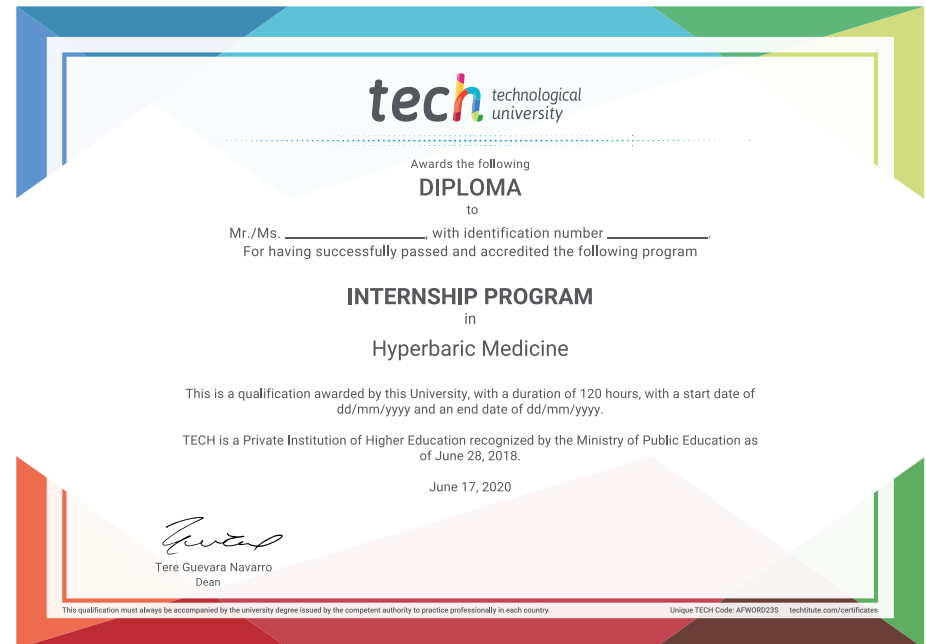 tech technological
university
Awards the following
DIPLOMA
to
Mr./Ms. ____________, with identification number ____________.
For having successfully passed and accredited the following program
INTERNSHIP PROGRAM
in
Hyperbaric Medicine
This is a qualification awarded by this University, with a duration of 120 hours, with a start date of
dd/mm/yyyy and an end date of dd/mm/yyyy.
TECH is a Private Institution of Higher Education recognized by the Ministry of Public Education as
of June 28, 2018.
June 17, 2020
Tere Guevara Navarro
Dean
This qualification must always be accompanied by the university degree issued by the competent authority to practice professionally in each country.
Unique TECH Code: AFWORD23S techtitute.com/certificates